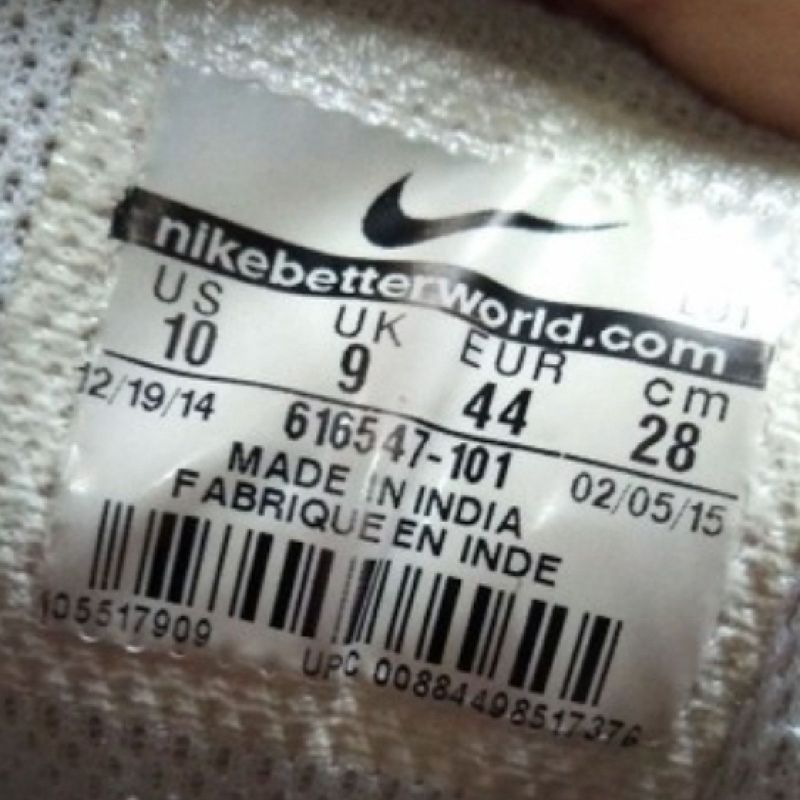 nikebetterworld.com
US UK EUR cm
10 9 44 28
12/19/14 616547-101 02/05/15
MADE IN INDIA
FABRIQUE EN INDE
105517909
UPC 00884498517376